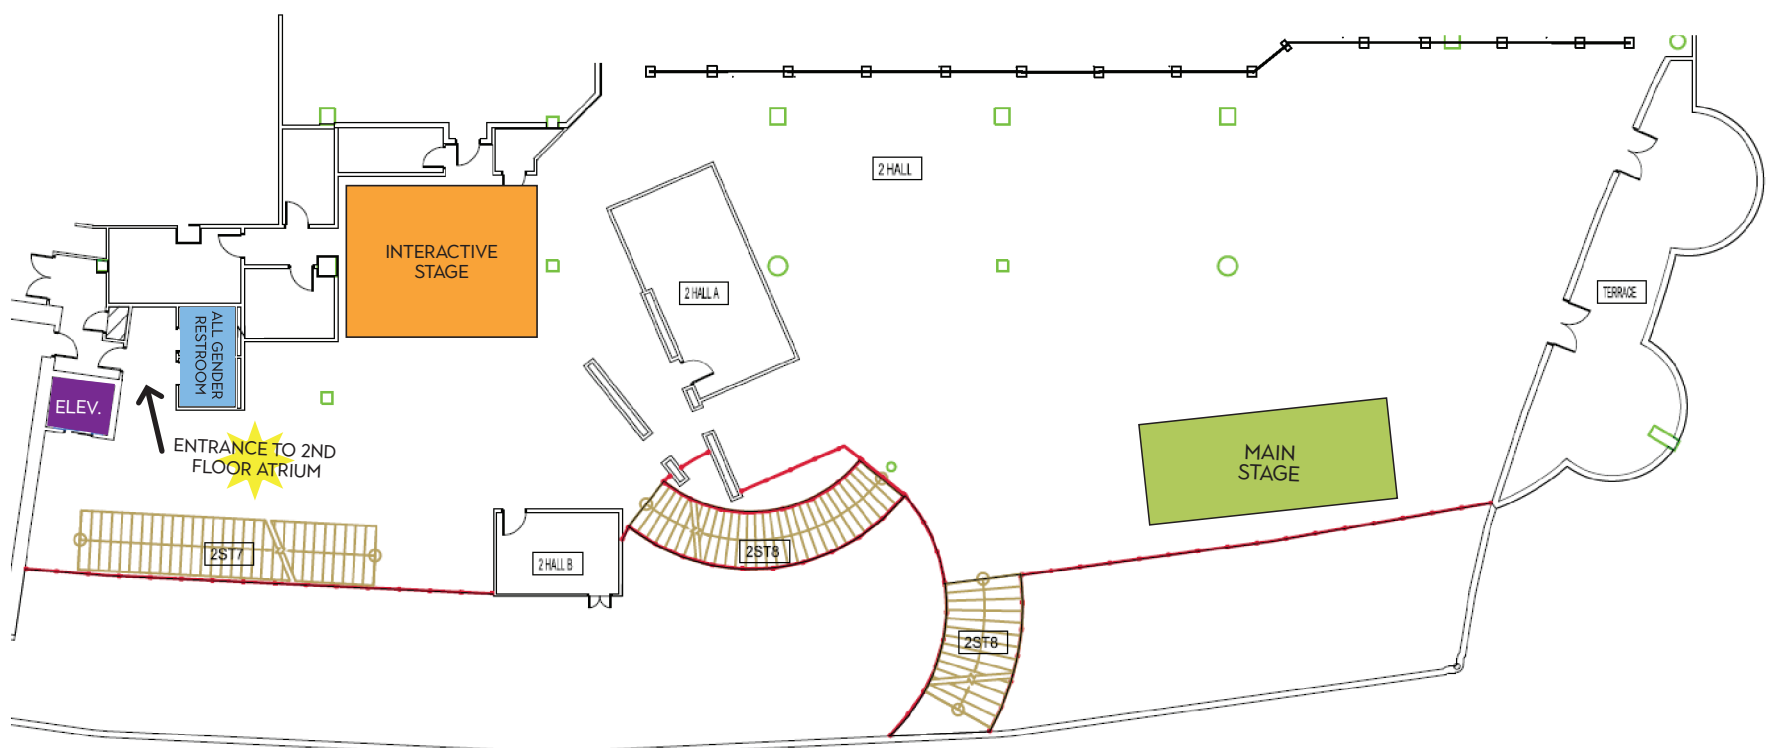 2 HALL
INTERACTIVE
STAGE
2 HALL A
TERRACE
ALL GENDER
RESTROOM
ELEV.
ENTRANCE TO 2ND
FLOOR ATRIUM
MAIN
STAGE
2ST7
2 HALL B
2ST8
2ST8